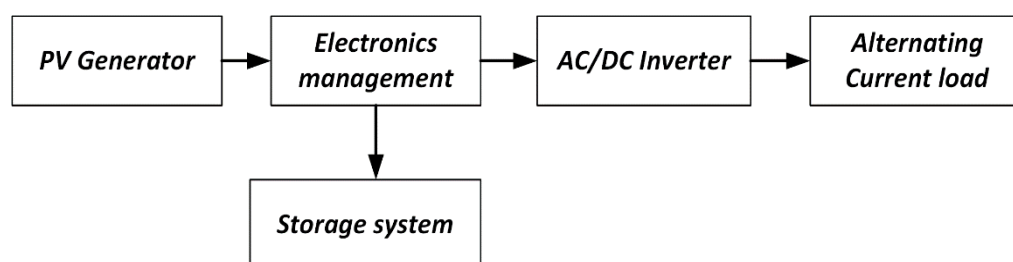 PV Generator
Electronics
management
AC/DC Inverter
Alternating
Current load
Storage system